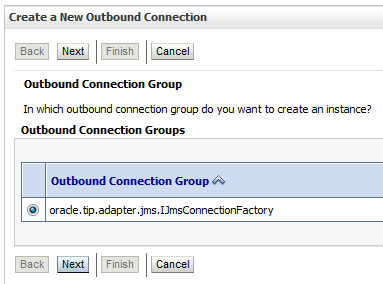 Create a New Outbound Connection
Back Next Finish Cancel
Outbound Connection Group
In which outbound connection group do you want to create an instance?
Outbound Connection Groups
Outbound Connection Group
oracle.tip.adapter.jms.IJmsConnectionFactory
Back Next Finish Cancel